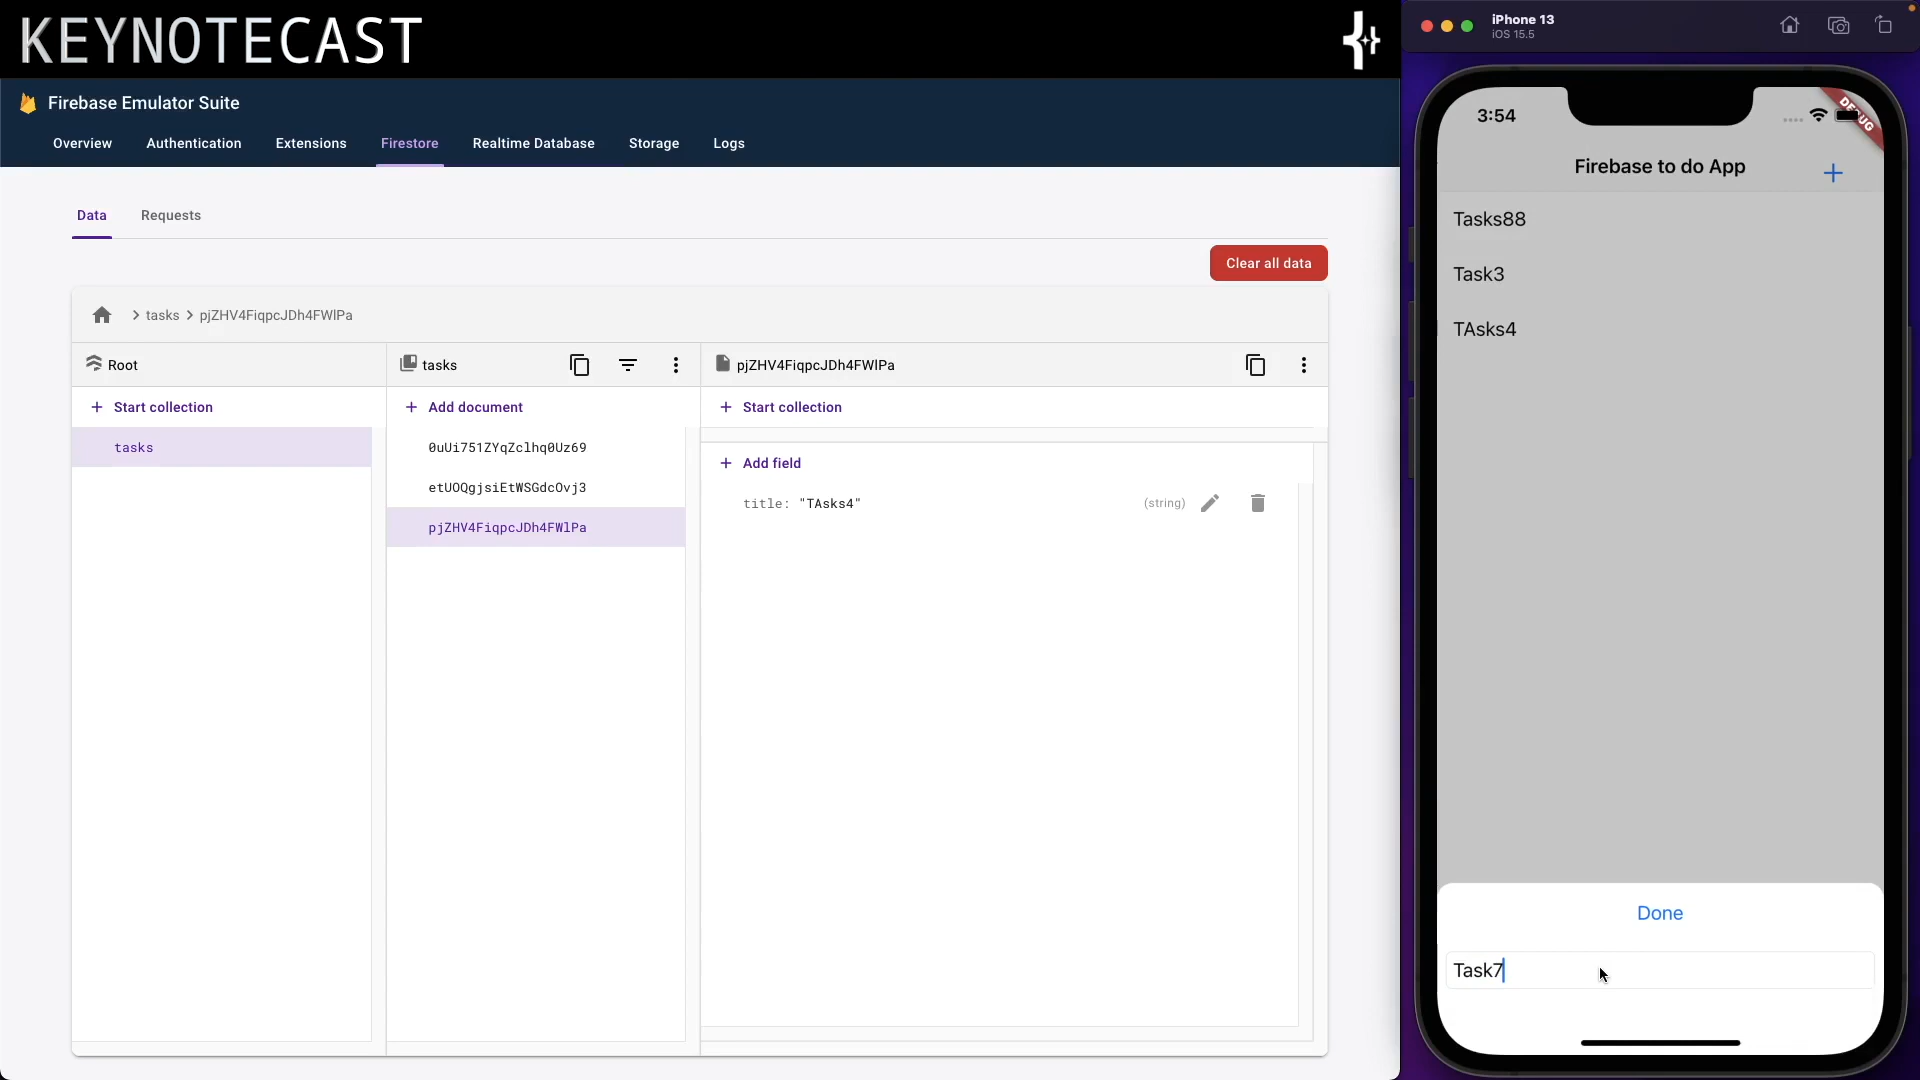 KEYNOTECAST
Firebase Emulator Suite
Overview
Authentication
Extensions
Firestore
Realtime Database
Storage
Logs
Data
Requests
Clear all data
tasks
pjZHV4FiqpcJDh4FWlPa
Root
tasks
pjZHV4FiqpcJDh4FWlPa
Start collection
Add document
Start collection
tasks
0uUi751ZYqZclhq0Uz69
etUOQgjsiEtWSGdcOvj3
pjZHV4FiqpcJDh4FWlPa
Add field
title: "TAsks4"
(string)
iPhone 13
iOS 15.5
3:54
DEBUG
Firebase to do App
Tasks88
Task3
TAsks4
Done
Task7